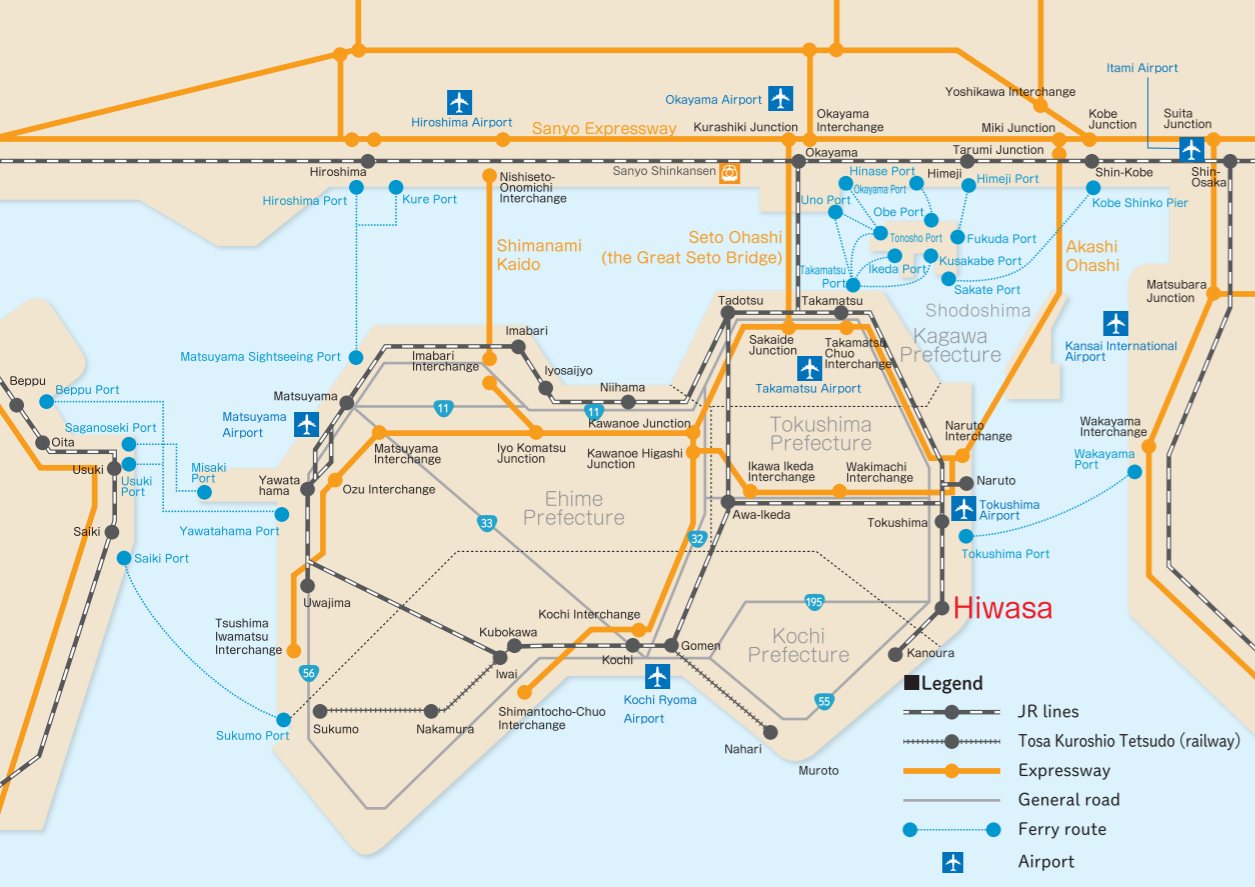 Itami Airport
Yoshikawa Interchange
Okayama Airport
Hiroshima Airport
Okayama
Interchange
Kobe
Junction
Suita
Junction
Sanyo Expressway
Kurashiki Junction
Miki Junction
Tarumi Junction
Okayama
Hiroshima
Sanyo Shinkansen
Himeji
Shin-Kobe
Shin-
Osaka
Nishiseto-
Onomichi
Interchange
Hinase Port
Okayama Port
Himeji Port
Hiroshima Port
Kure Port
Uno Port
Obe Port
Kobe Shinko Pier
Shimanami
Kaido
Seto Ohashi
(the Great Seto Bridge)
Tonosho Port
Fukuda Port
Akashi
Ohashi
Takamatsu
Port
Ikeda Port
Kusakabe Port
Sakate Port
Matsubara
Junction
Tadotsu
Takamatsu
Shodoshima
Kagawa
Prefecture
Kansai International
Airport
Imabari
Sakaide
Junction
Takamatsu
Chuo
Interchange
Matsuyama Sightseeing Port
Imabari
Interchange
Iyosaijyo
Niihama
Takamatsu Airport
Beppu
Beppu Port
Matsuyama
11
11
Matsuyama
Airport
Kawanoe Junction
Tokushima
Prefecture
Naruto
Interchange
Wakayama
Interchange
Saganoseki Port
Oita
Matsuyama
Interchange
Iyo Komatsu
Junction
Kawanoe Higashi
Junction
Wakayama
Port
Usuki
Usuki
Port
Misaki
Port
Yawata
hama
Ozu Interchange
Ikawa Ikeda
Interchange
Wakimachi
Interchange
Naruto
Ehime
Prefecture
Yawatahama Port
33
Awa-Ikeda
Tokushima
Tokushima
Airport
Saiki
32
Saiki Port
Tokushima Port
Uwajima
195
Hiwasa
Tsushima
Iwamatsu
Interchange
Kochi Interchange
Kubokawa
Kochi
Prefecture
Iwai
Kochi
Gomen
Kanoura
56
Kochi Ryoma
Airport
55
Sukumo Port
Sukumo
Nakamura
Shimantocho-Chuo
Interchange
Nahari
Muroto
■Legend
JR lines
Tosa Kuroshio Tetsudo (railway)
Expressway
General road
Ferry route
Airport